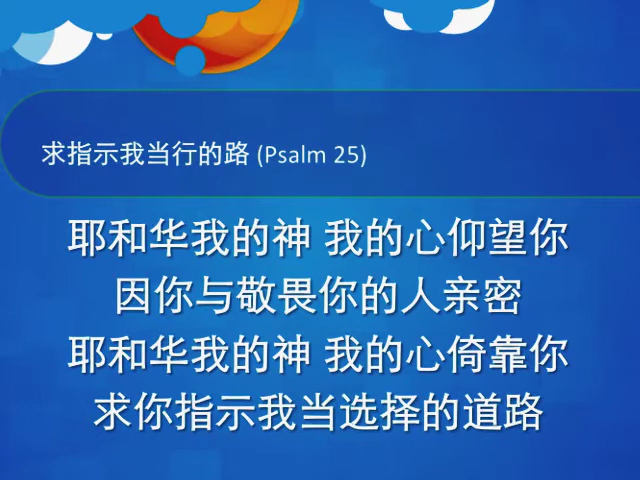 求指示我当行的路 (Psalm 25)
耶和华我的神 我的心仰望你
因你与敬畏你的人亲密
耶和华我的神 我的心倚靠你
求你指示我当选择的道路